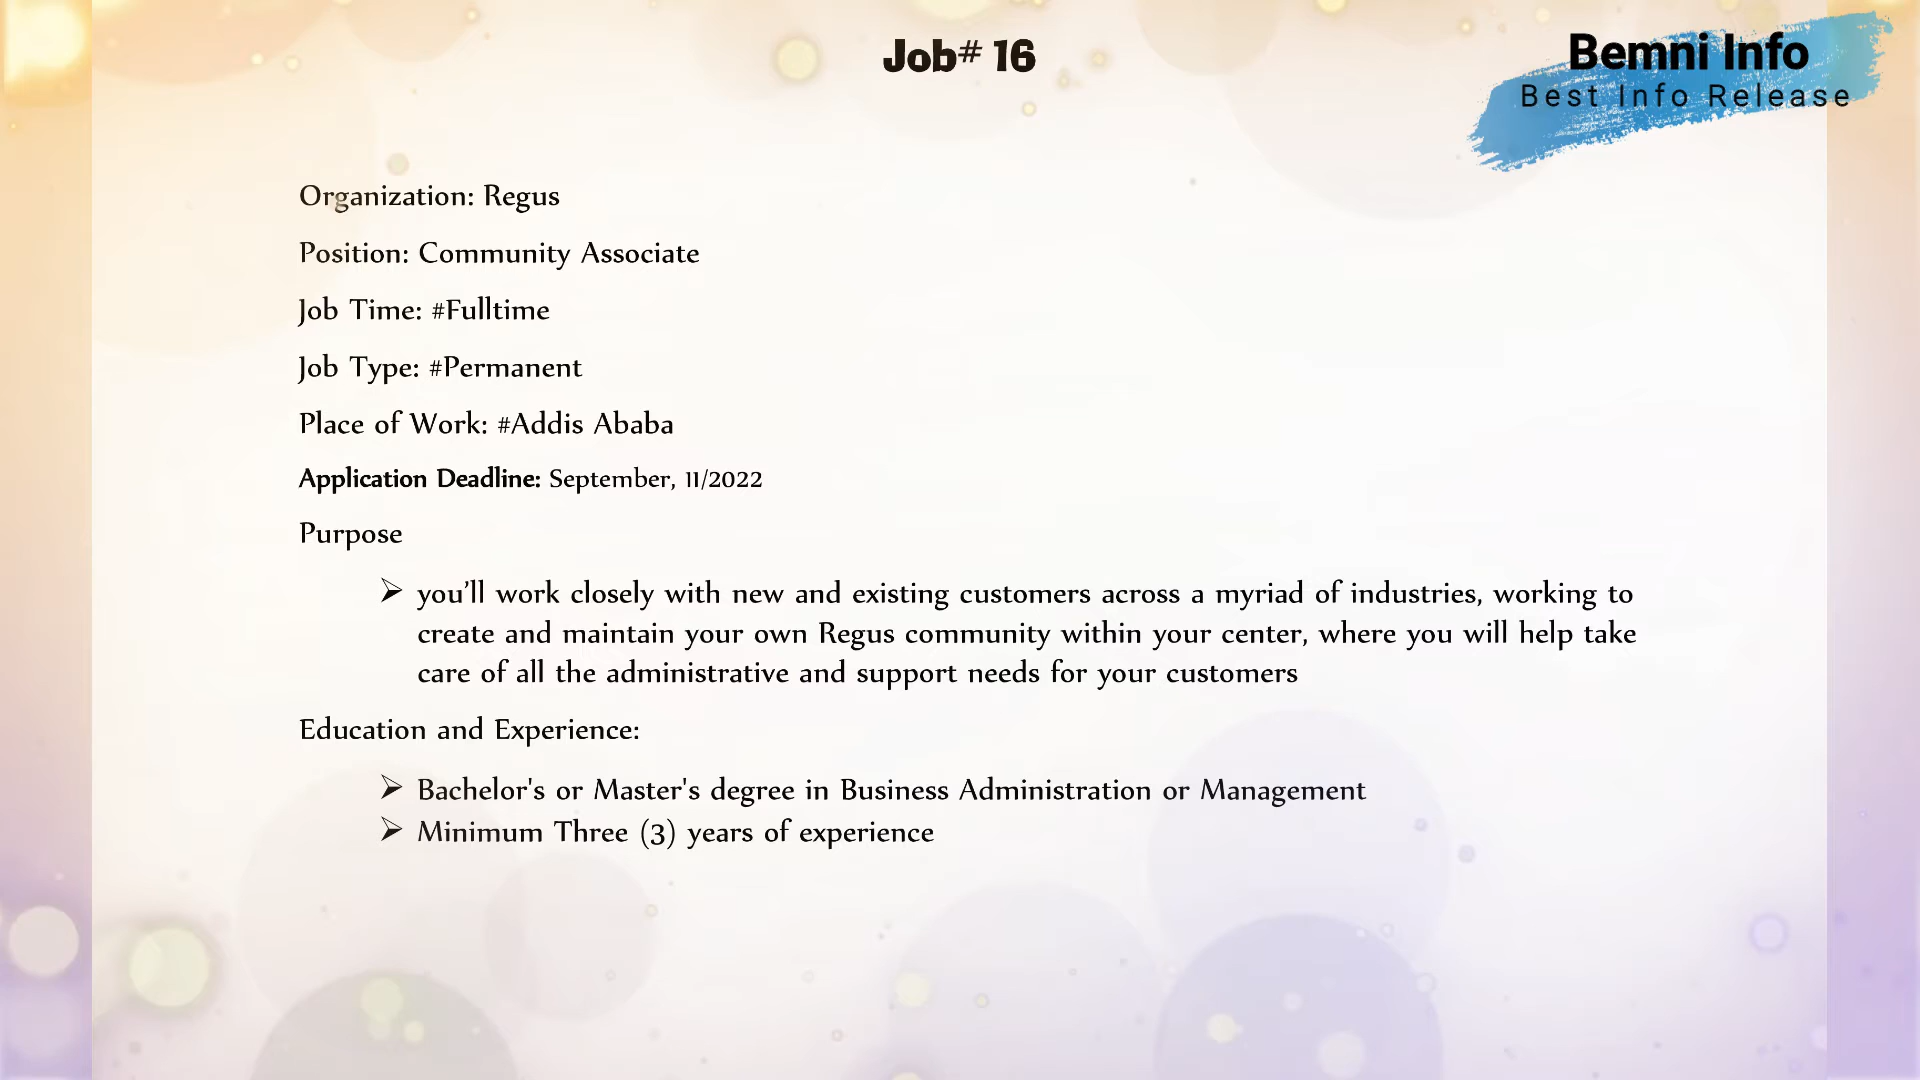 Job# 16
Bemni Info
Best Info Release
Organization: Regus
Position: Community Associate
Job Time: #Fulltime
Job Type: #Permanent
Place of Work: #Addis Ababa
Application Deadline: September, 11/2022
Purpose
➢ you’ll work closely with new and existing customers across a myriad of industries, working to
create and maintain your own Regus community within your center, where you will help take
care of all the administrative and support needs for your customers
Education and Experience:
➢ Bachelor's or Master's degree in Business Administration or Management
➢ Minimum Three (3) years of experience